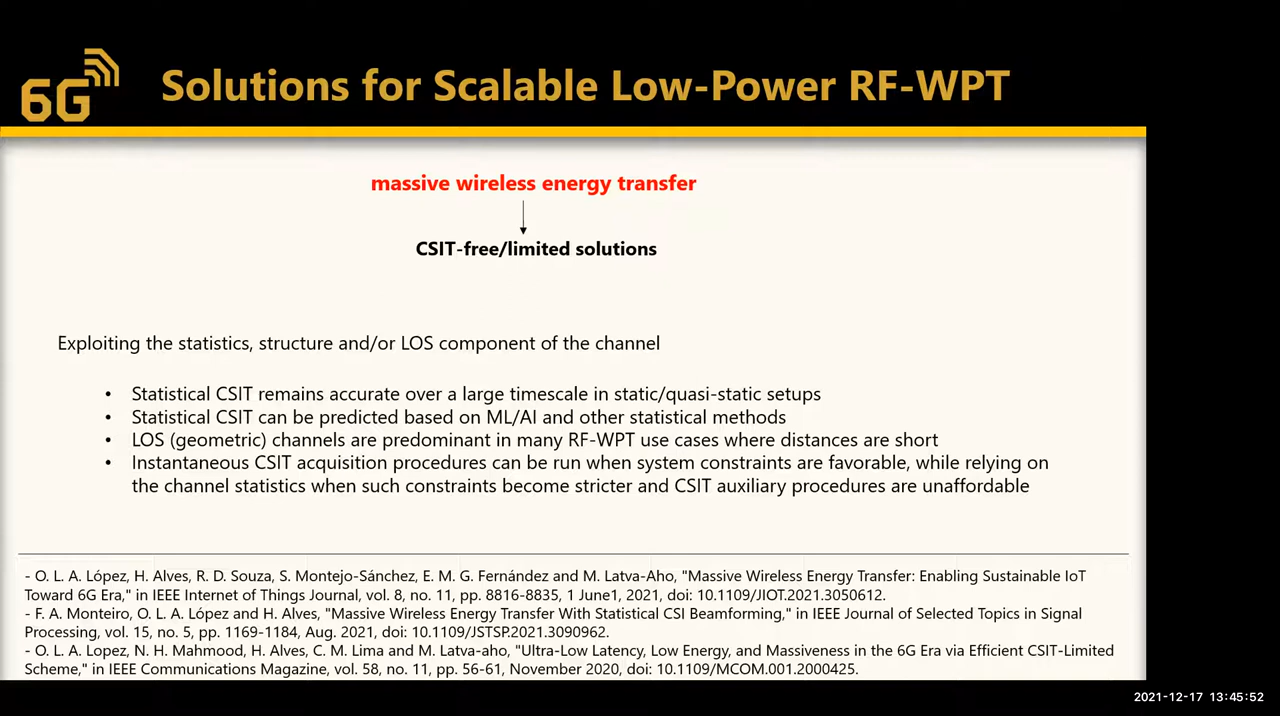 6G
Solutions for Scalable Low-Power RF-WPT
massive wireless energy transfer
CSIT-free/limited solutions
Exploiting the statistics, structure and/or LOS component of the channel
• Statistical CSIT remains accurate over a large timescale in static/quasi-static setups
• Statistical CSIT can be predicted based on ML/AI and other statistical methods
• LOS (geometric) channels are predominant in many RF-WPT use cases where distances are short
• Instantaneous CSIT acquisition procedures can be run when system constraints are favorable, while relying on
the channel statistics when such constraints become stricter and CSIT auxiliary procedures are unaffordable
- O. L. A. López, H. Alves, R. D. Souza, S. Montejo-Sánchez, E. M. G. Fernández and M. Latva-Aho, "Massive Wireless Energy Transfer: Enabling Sustainable IoT
Toward 6G Era," in IEEE Internet of Things Journal, vol. 8, no. 11, pp. 8816-8835, 1 June1, 2021, doi: 10.1109/JIOT.2021.3050612.
- F. A. Monteiro, O. L. A. López and H. Alves, "Massive Wireless Energy Transfer With Statistical CSI Beamforming," in IEEE Journal of Selected Topics in Signal
Processing, vol. 15, no. 5, pp. 1169-1184, Aug. 2021, doi: 10.1109/JSTSP.2021.3090962.
- O. L. A. Lopez, N. H. Mahmood, H. Alves, C. M. Lima and M. Latva-aho, "Ultra-Low Latency, Low Energy, and Massiveness in the 6G Era via Efficient CSIT-Limited
Scheme," in IEEE Communications Magazine, vol. 58, no. 11, pp. 56-61, November 2020, doi: 10.1109/MCOM.001.2000425.
2021-12-17 13:45:52